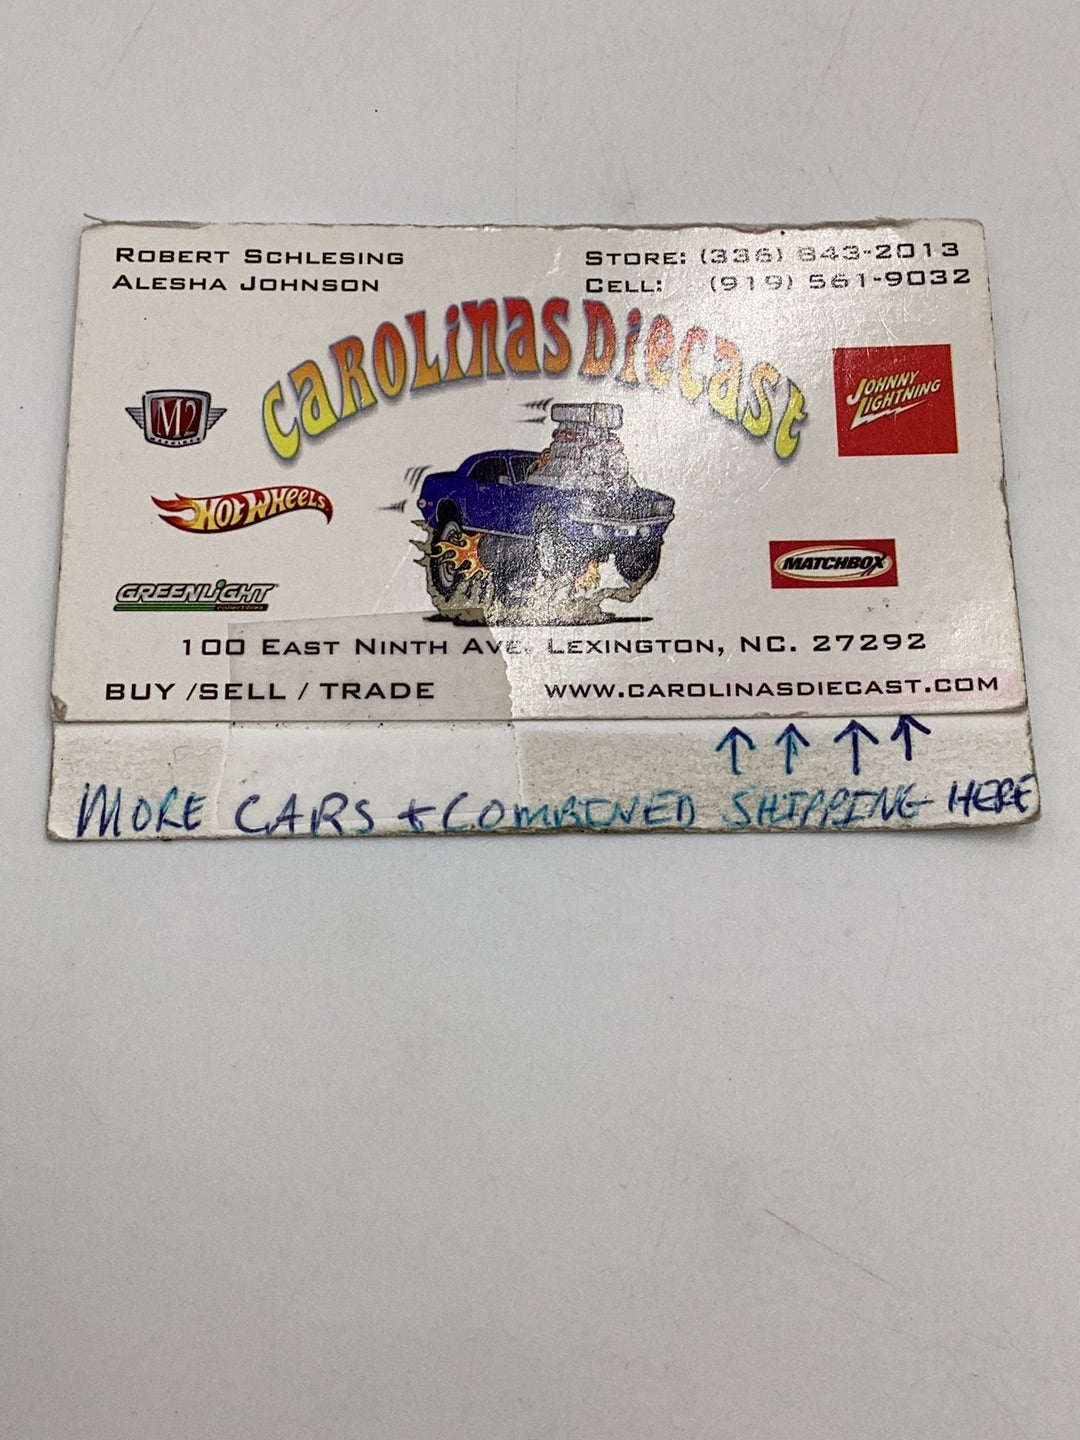 ROBERT SCHLESING
ALESHA JOHNSON
STORE: (336) 843-2013
CELL: (919) 561-9032
CAROLINAS DIECAST
M2
MACHINES
JOHNNY
LIGHTNING
HOT WHEELS
MATCHBOX
GREENLIGHT
collectibles
100 EAST NINTH AVE. LEXINGTON, NC. 27292
BUY /SELL / TRADE
WWW.CAROLINASDIECAST.COM
MORE CARS + COMBINED SHIPPING HERE